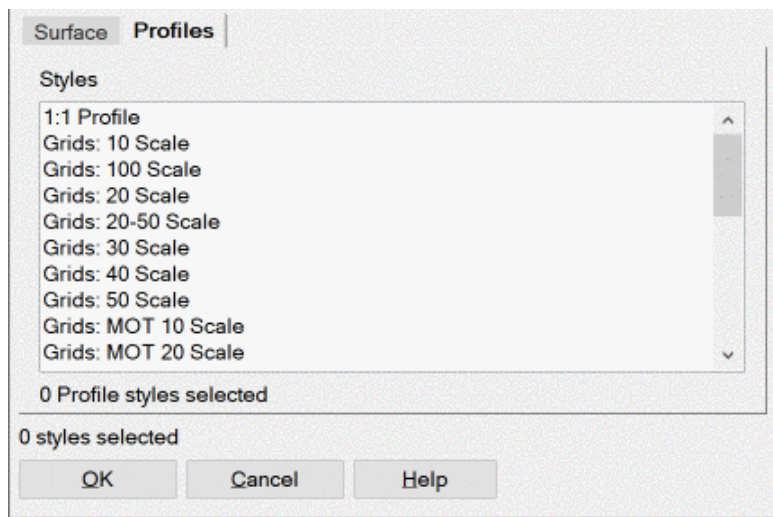 Surface Profiles
Styles
1:1 Profile
Grids: 10 Scale
Grids: 100 Scale
Grids: 20 Scale
Grids: 20-50 Scale
Grids: 30 Scale
Grids: 40 Scale
Grids: 50 Scale
Grids: MOT 10 Scale
Grids: MOT 20 Scale
0 Profile styles selected
0 styles selected
OK Cancel Help